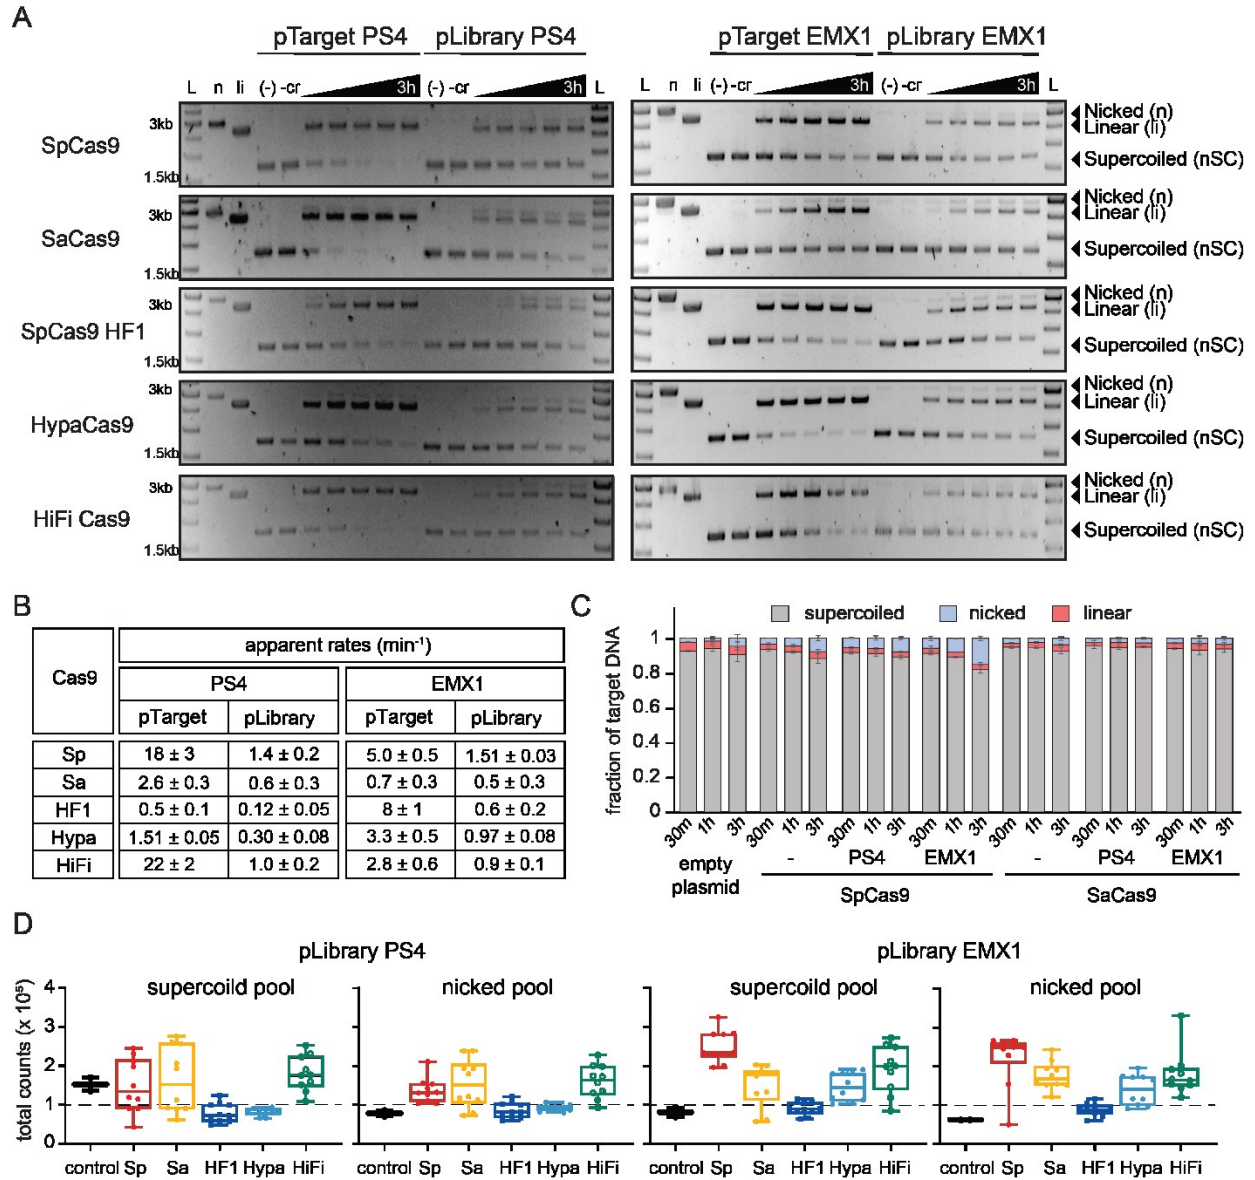 A
pTarget PS4 pLibrary PS4 pTarget EMX1 pLibrary EMX1
L n li (-) -cr 3h (-) -cr 3h L L n li (-) -cr 3h (-) -cr 3h L
SpCas9
3kb
1.5kb
Nicked (n)
Linear (li)
Supercoiled (nSC)
SaCas9
3kb
1.5kb
Nicked (n)
Linear (li)
Supercoiled (nSC)
SpCas9 HF1
3kb
1.5kb
Nicked (n)
Linear (li)
Supercoiled (nSC)
HypaCas9
3kb
1.5kb
Nicked (n)
Linear (li)
Supercoiled (nSC)
HiFi Cas9
3kb
1.5kb
Nicked (n)
Linear (li)
Supercoiled (nSC)
B
Cas9 apparent rates (min⁻¹)
PS4 EMX1
pTarget pLibrary pTarget pLibrary
Sp 18 ± 3 1.4 ± 0.2 5.0 ± 0.5 1.51 ± 0.03
Sa 2.6 ± 0.3 0.6 ± 0.3 0.7 ± 0.3 0.5 ± 0.3
HF1 0.5 ± 0.1 0.12 ± 0.05 8 ± 1 0.6 ± 0.2
Hypa 1.51 ± 0.05 0.30 ± 0.08 3.3 ± 0.5 0.97 ± 0.08
HiFi 22 ± 2 1.0 ± 0.2 2.8 ± 0.6 0.9 ± 0.1
C
supercoiled nicked linear
fraction of target DNA
1
0.8
0.6
0.4
0.2
0
30m 1h 3h 30m 1h 3h 30m 1h 3h 30m 1h 3h 30m 1h 3h 30m 1h 3h 30m 1h 3h
empty plasmid - PS4 EMX1 - PS4 EMX1
SpCas9 SaCas9
D
pLibrary PS4 pLibrary EMX1
supercoild pool nicked pool supercoild pool nicked pool
total counts (x 10⁵)
4
3
2
1
0
control Sp Sa HF1 Hypa HiFi control Sp Sa HF1 Hypa HiFi control Sp Sa HF1 Hypa HiFi control Sp Sa HF1 Hypa HiFi